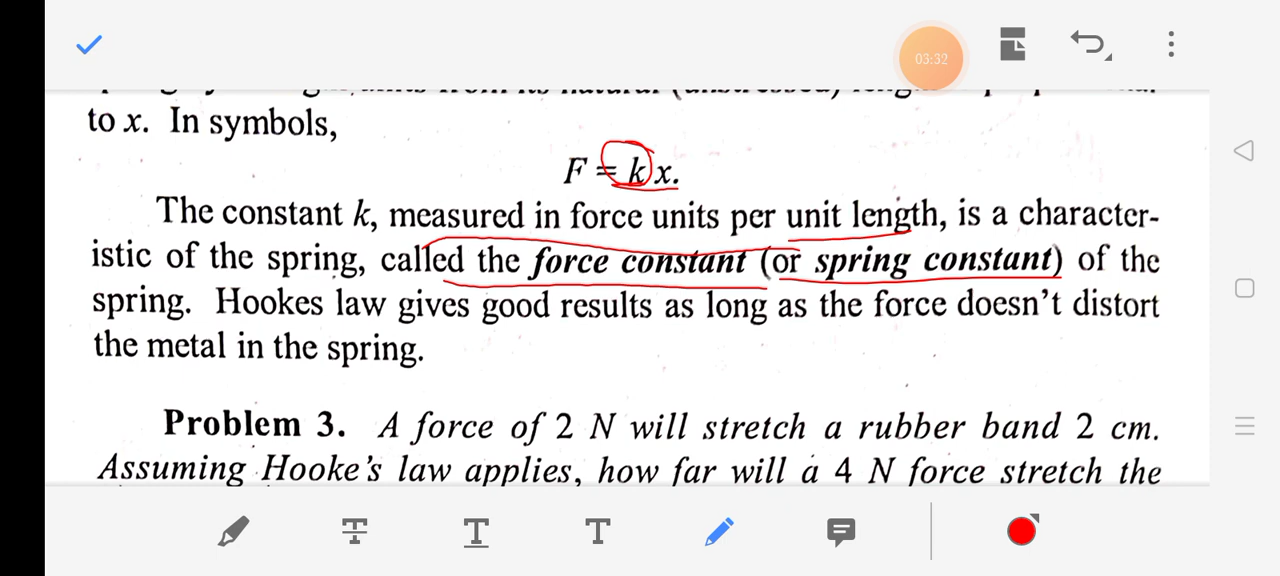 03:32
to x. In symbols,
F = k x.
The constant k, measured in force units per unit length, is a character-
istic of the spring, called the force constant (or spring constant) of the
spring. Hookes law gives good results as long as the force doesn't distort
the metal in the spring.
Problem 3. A force of 2 N will stretch a rubber band 2 cm.
Assuming Hooke's law applies, how far will a 4 N force stretch the
T T T